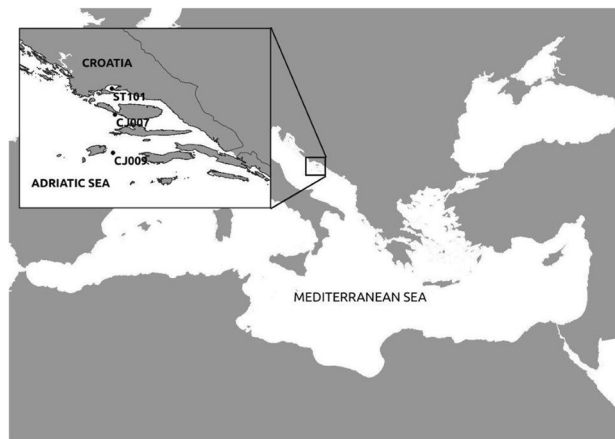 CROATIA
ST101
CJ007
CJ009
ADRIATIC SEA
MEDITERRANEAN SEA